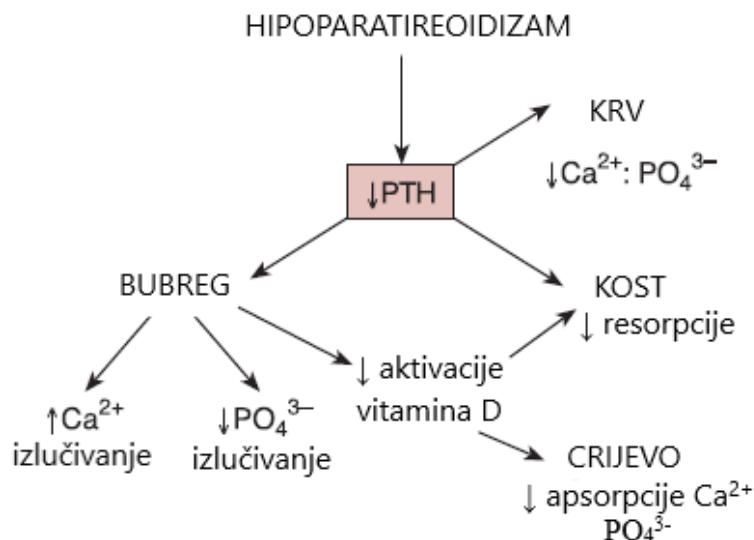 HIPOPARATIREOIDIZAM
KRV
↓Ca²⁺: PO₄³⁻
↓PTH
BUBREG
KOST
↓ resorpcije
↓ aktivacije
vitamina D
↑Ca²⁺
izlučivanje
↓PO₄³⁻
izlučivanje
CRIJEVO
↓ apsorpcije Ca²⁺
PO₄³⁻